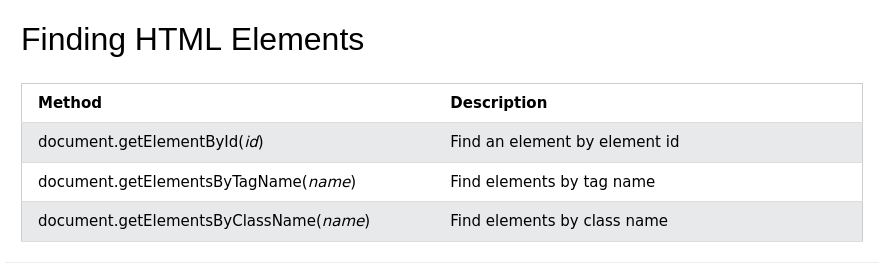 Finding HTML Elements
Method Description
document.getElementById(id) Find an element by element id
document.getElementsByTagName(name) Find elements by tag name
document.getElementsByClassName(name) Find elements by class name